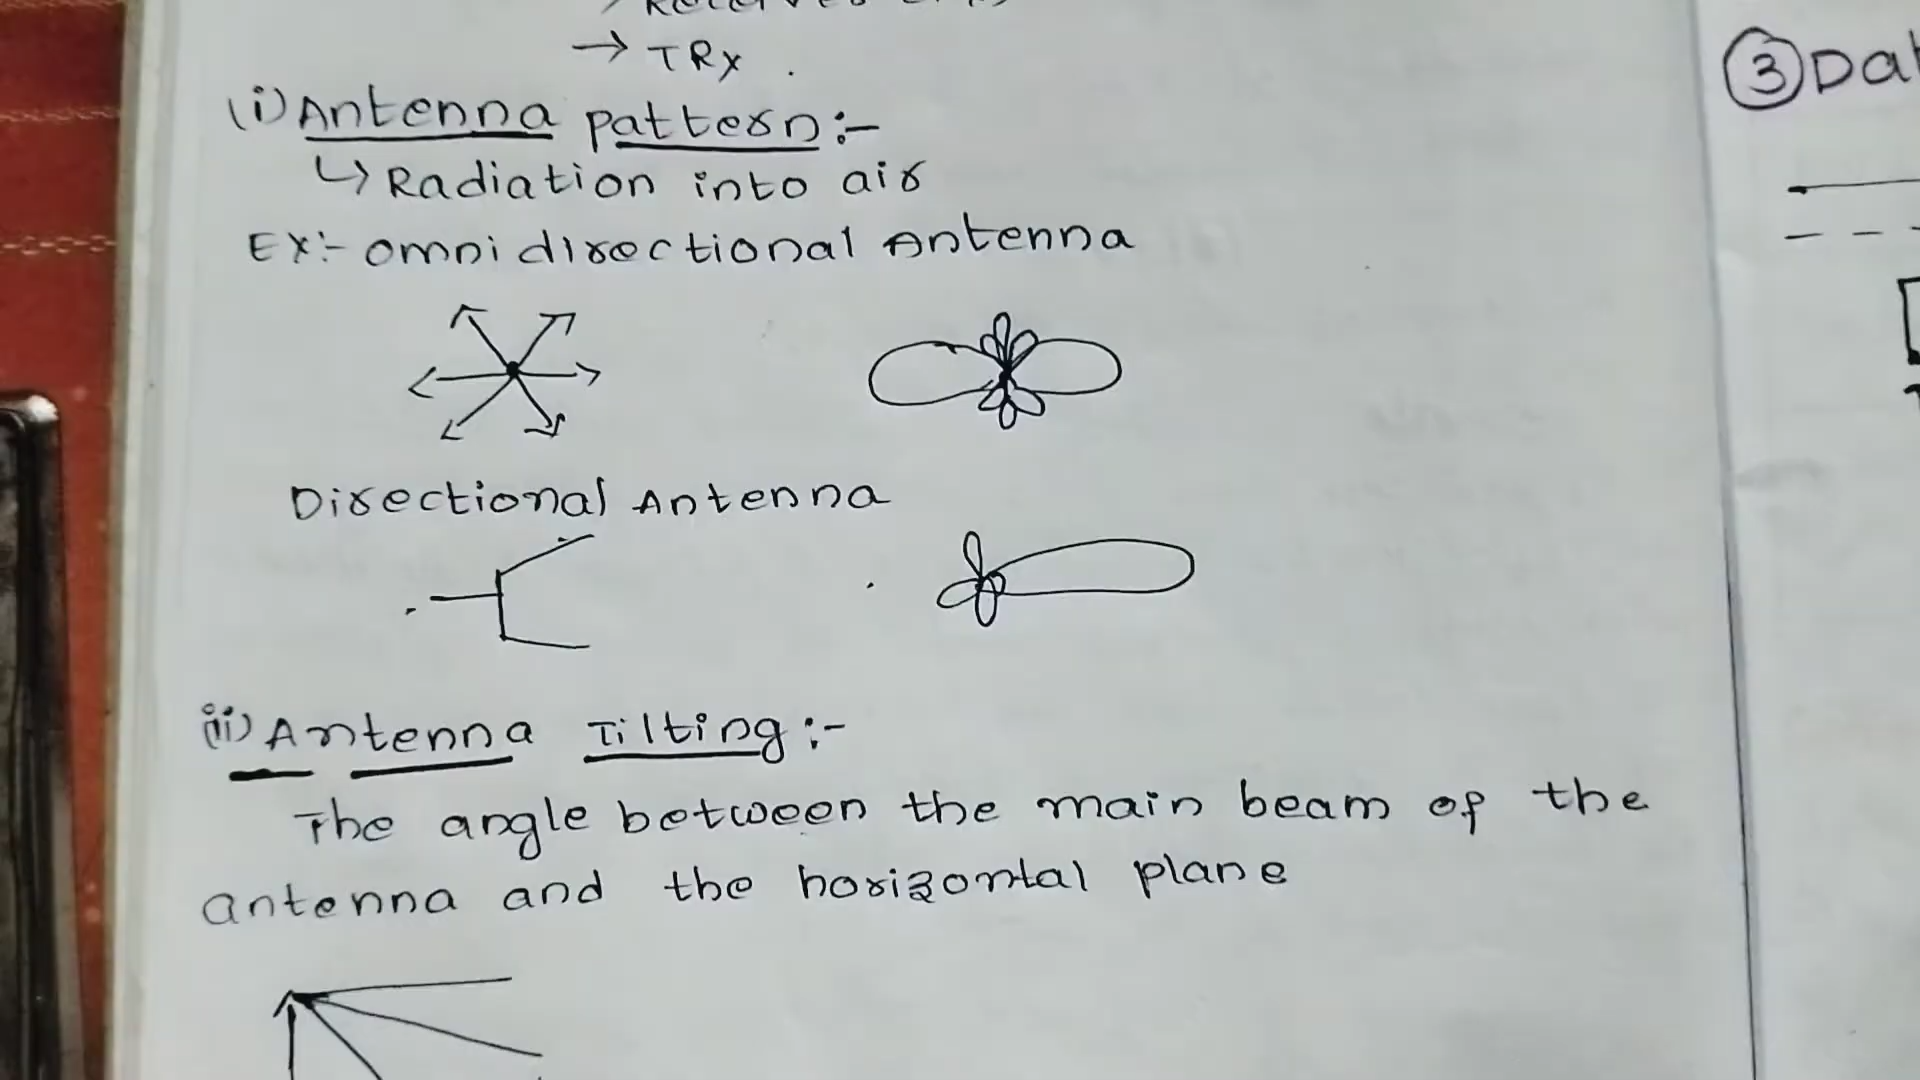 → TRX .
(i) Antenna pattern:-
↳ Radiation into air
EX:- omnidirectional Antenna
Directional Antenna
(ii) Antenna Tilting:-
The angle between the main beam of the
antenna and the horizontal plane
③